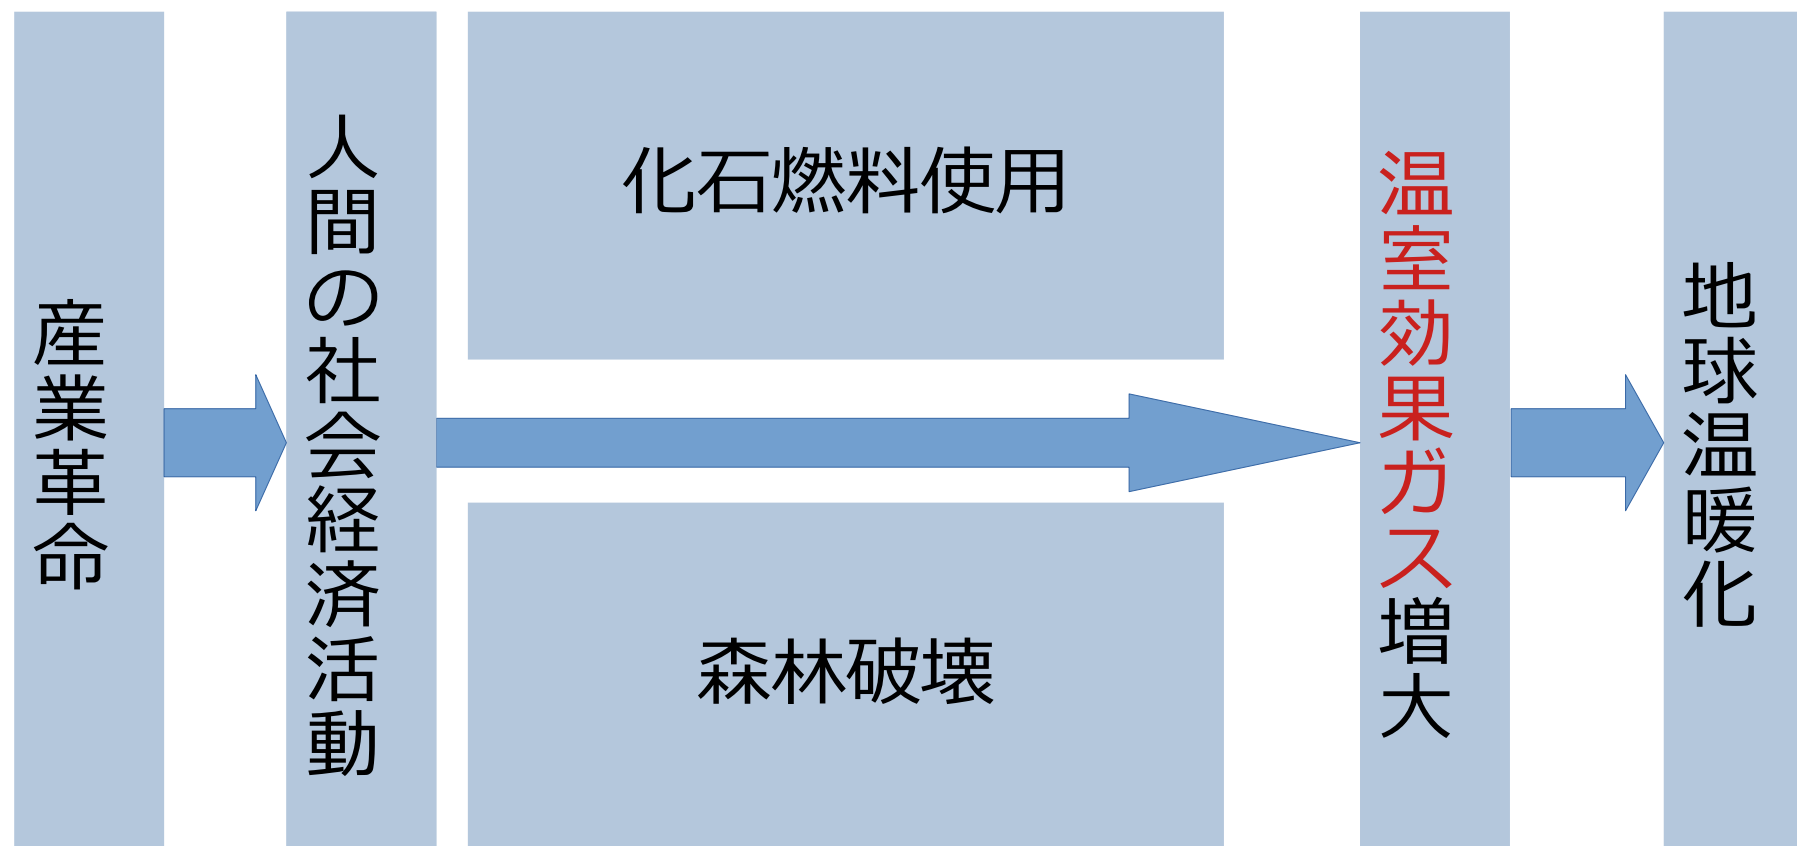 産業革命
人間の社会経済活動
化石燃料使用
森林破壊
温室効果ガス増大
地球温暖化